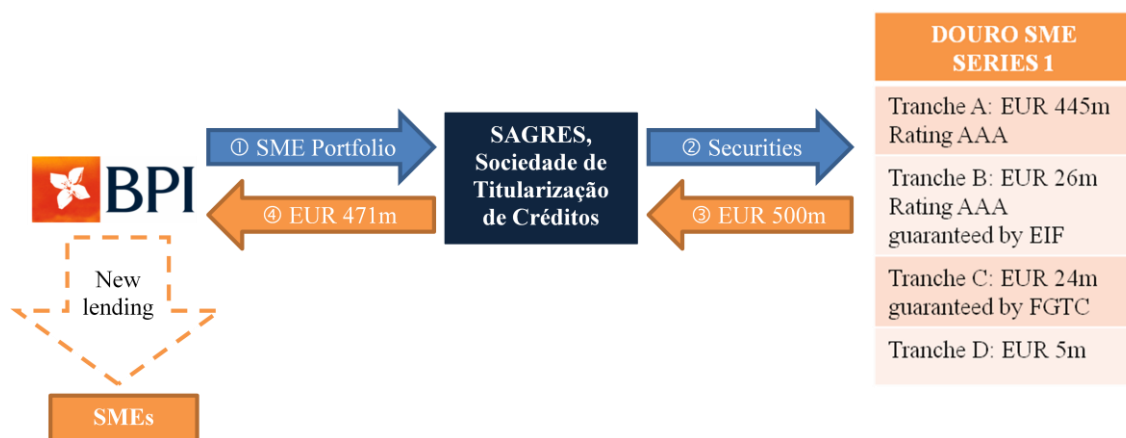 DOURO SME
SERIES 1
Tranche A: EUR 445m
Rating AAA
Tranche B: EUR 26m
Rating AAA
guaranteed by EIF
Tranche C: EUR 24m
guaranteed by FGTC
Tranche D: EUR 5m
① SME Portfolio
SAGRES,
Sociedade de
Titularização
de Créditos
② Securities
BPI
④ EUR 471m
③ EUR 500m
New
lending
SMEs